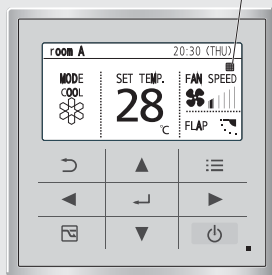 room A 20:30 (THU)
MODE SET TEMP. FAN SPEED
COOL
28
°C
FLAP